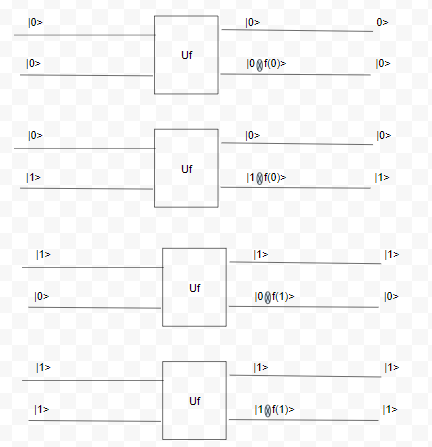 |0> |0> 0>
Uf
|0> |0⊕f(0)> |0>
|0> |0> |0>
Uf
|1> |1⊕f(0)> |1>
|1> |1> |1>
Uf
|0> |0⊕f(1)> |0>
|1> |1> |1>
Uf
|1> |1⊕f(1)> |1>